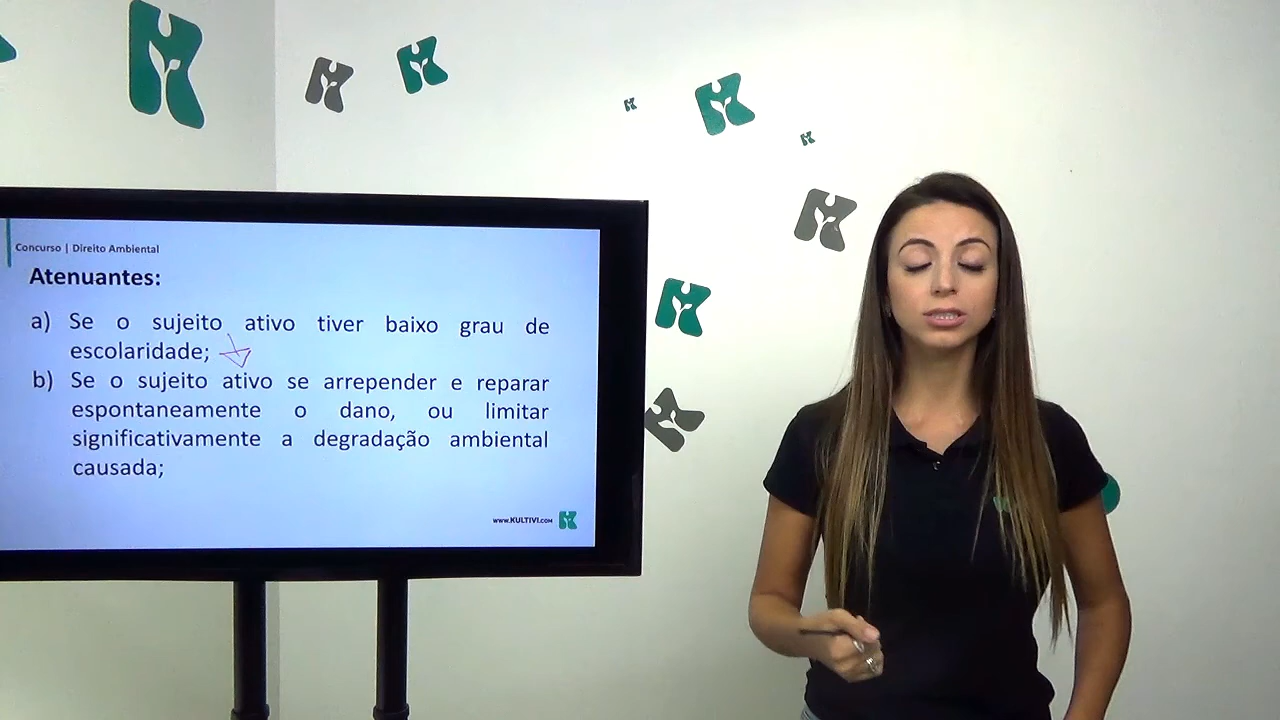 Concurso | Direito Ambiental
Atenuantes:
a) Se o sujeito ativo tiver baixo grau de
escolaridade;
b) Se o sujeito ativo se arrepender e reparar
espontaneamente o dano, ou limitar
significativamente a degradação ambiental
causada;
www.KULTIVI.COM